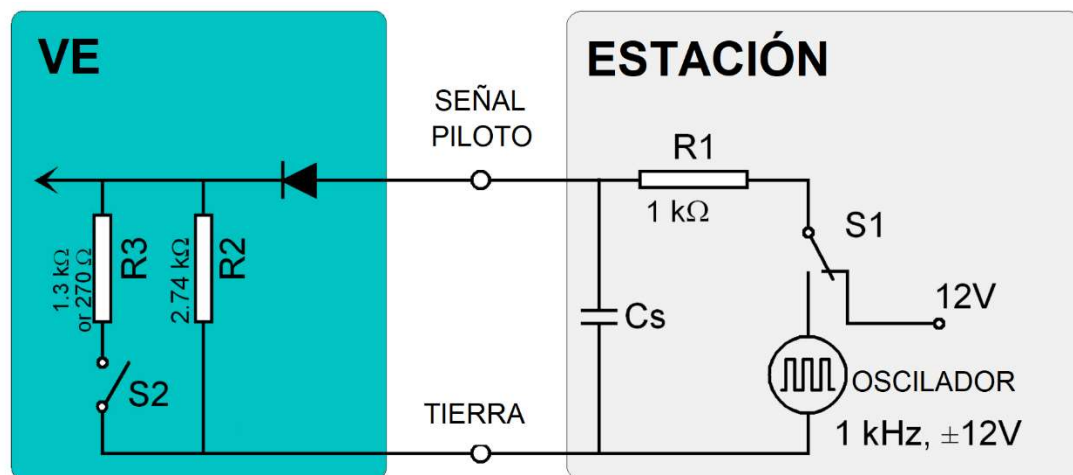 VE
ESTACIÓN
SEÑAL
PILOTO
R1
1 kΩ
S1
R3
1.3 kΩ
or 270 Ω
R2
2.74 kΩ
Cs
12V
S2
OSCILADOR
TIERRA
1 kHz, ±12V